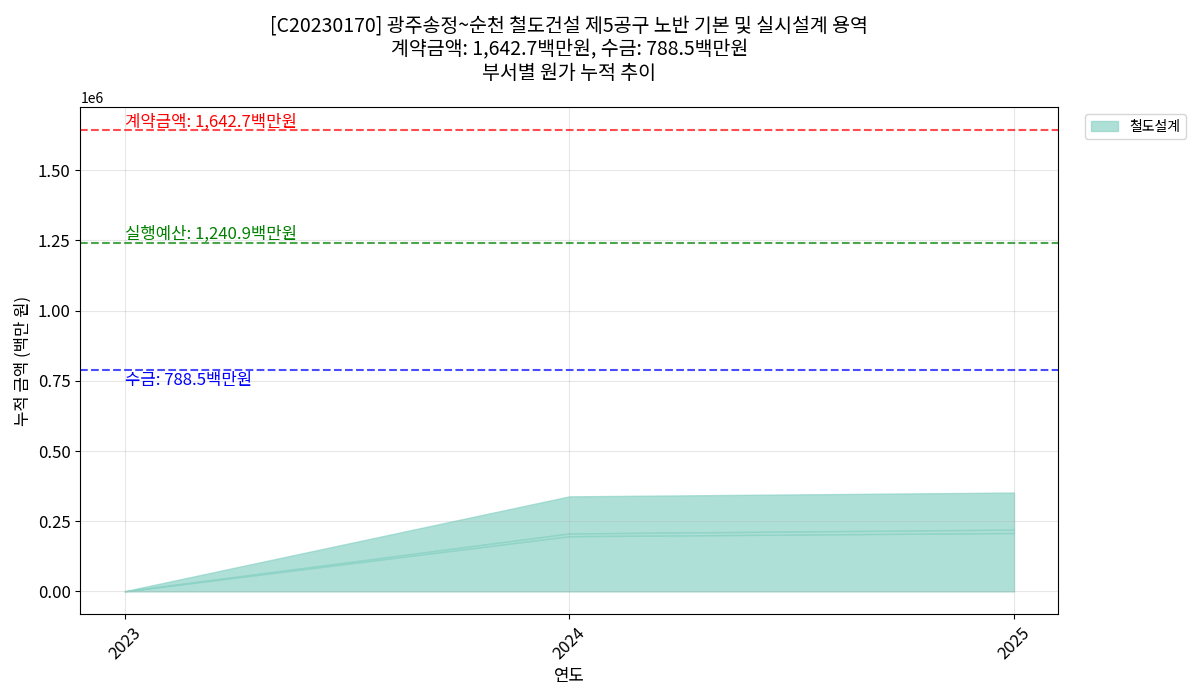 [C20230170] 광주송정~순천 철도건설 제5공구 노반 기본 및 실시설계 용역
계약금액: 1,642.7백만원, 수금: 788.5백만원
부서별 원가 누적 추이
1e6
계약금액: 1,642.7백만원
철도설계
1.50
실행예산: 1,240.9백만원
1.25
1.00
수금: 788.5백만원
0.75
0.50
0.25
0.00
누적 금액 (백만 원)
2023
2024
2025
연도